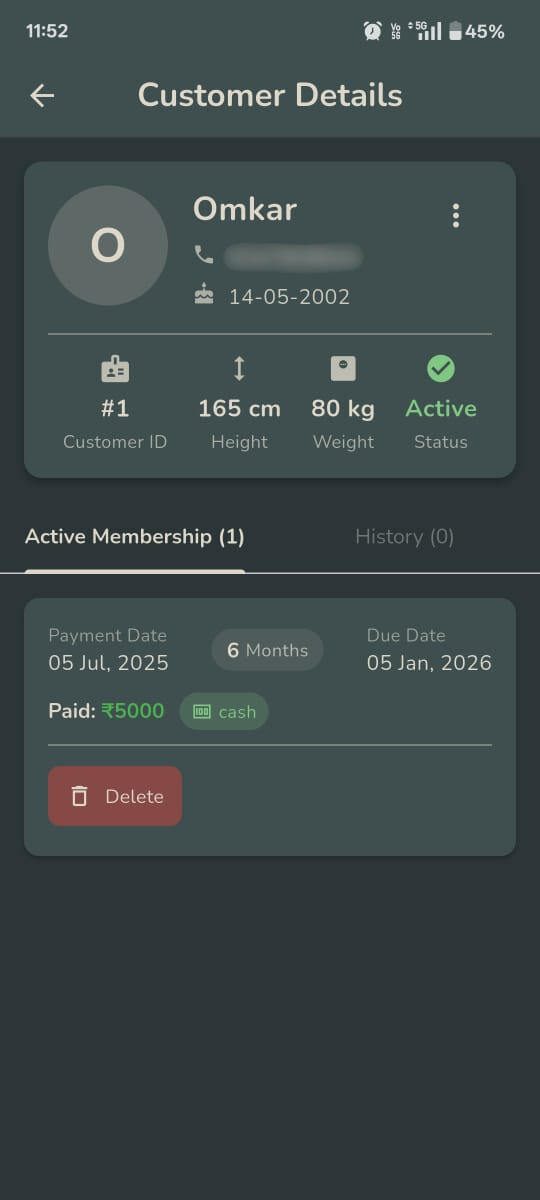 11:52
Vo 5G 5G 45%
Customer Details
O
Omkar
14-05-2002
#1 165 cm 80 kg Active
Customer ID Height Weight Status
Active Membership (1) History (0)
Payment Date 6 Months Due Date
05 Jul, 2025 05 Jan, 2026
Paid: ₹5000 cash
Delete